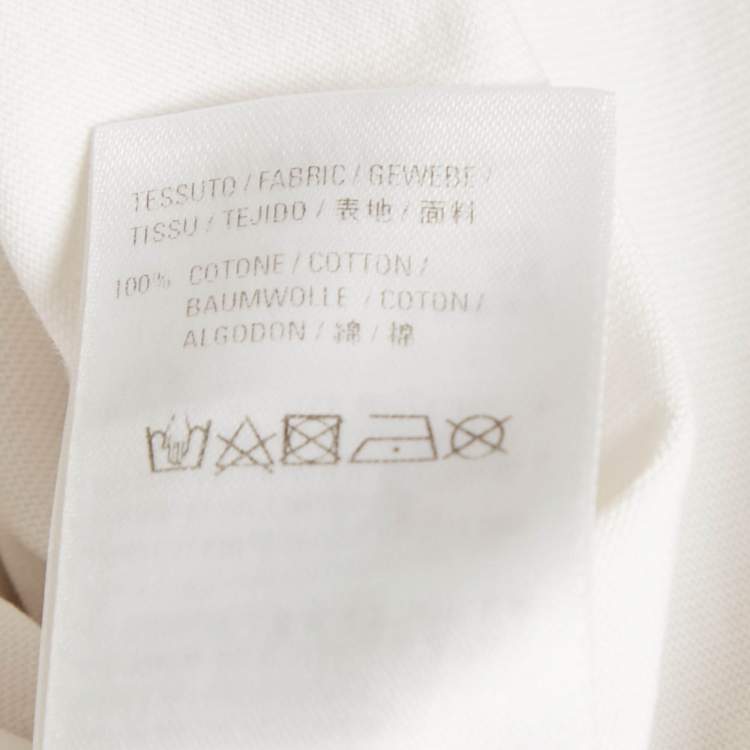 TESSUTO / FABRIC / GEWEBE /
TISSU / TEJIDO / 表地 / 面料
100% COTONE / COTTON /
BAUMWOLLE / COTON /
ALGODON / 綿 / 棉